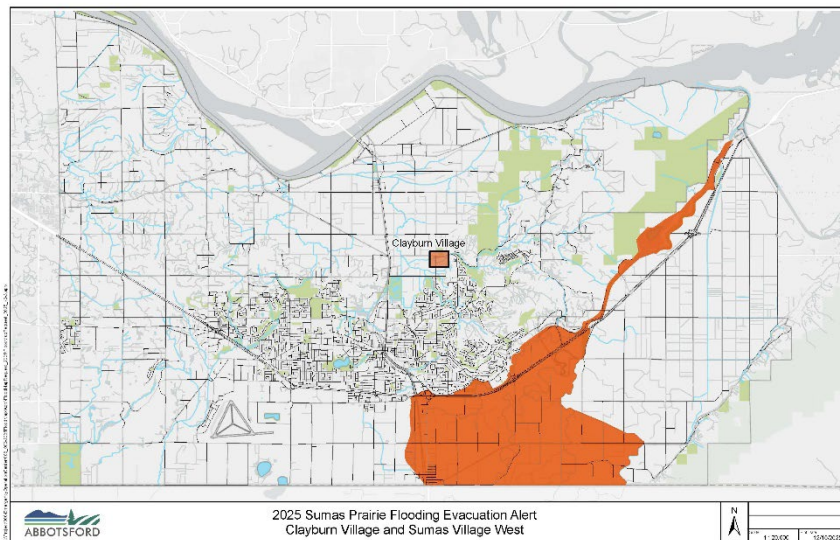 Clayburn Village
ABBOTSFORD
2025 Sumas Prairie Flooding Evacuation Alert
Clayburn Village and Sumas Village West
N